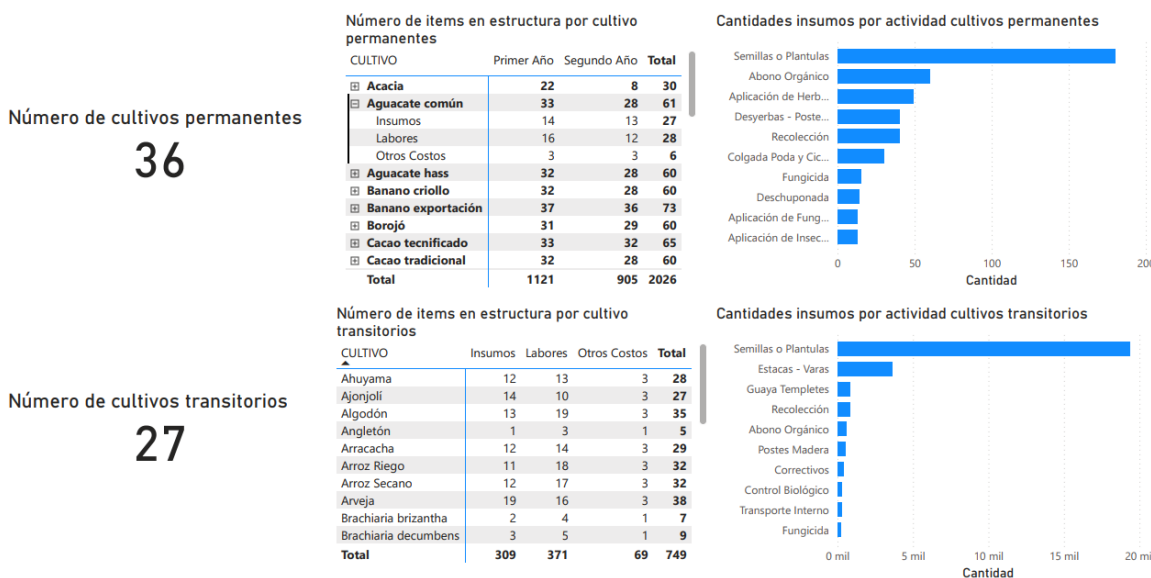 Número de items en estructura por cultivo
permanentes
CULTIVO Primer Año Segundo Año Total
Acacia 22 8 30
Aguacate común 33 28 61
Insumos 14 13 27
Labores 16 12 28
Otros Costos 3 3 6
Aguacate hass 32 28 60
Banano criollo 32 28 60
Banano exportación 37 36 73
Borojó 31 29 60
Cacao tecnificado 33 32 65
Cacao tradicional 32 28 60
Total 1121 905 2026
Número de cultivos permanentes
36
Cantidades insumos por actividad cultivos permanentes
Semillas o Plantulas
Abono Orgánico
Aplicación de Herb...
Desyerbas - Poste...
Recolección
Colgada Poda y Cic...
Fungicida
Deschuponada
Aplicación de Fung...
Aplicación de Insec...
0 50 100 150 200
Cantidad
Número de items en estructura por cultivo
transitorios
CULTIVO Insumos Labores Otros Costos Total
Ahuyama 12 13 3 28
Ajonjolí 14 10 3 27
Algodón 13 19 3 35
Angletón 1 3 1 5
Arracacha 12 14 3 29
Arroz Riego 11 18 3 32
Arroz Secano 12 17 3 32
Arveja 19 16 3 38
Brachiaria brizantha 2 4 1 7
Brachiaria decumbens 3 5 1 9
Total 309 371 69 749
Número de cultivos transitorios
27
Cantidades insumos por actividad cultivos transitorios
Semillas o Plantulas
Estacas - Varas
Guaya Templetes
Recolección
Abono Orgánico
Postes Madera
Correctivos
Control Biológico
Transporte Interno
Fungicida
0 mil 5 mil 10 mil 15 mil 20 mil
Cantidad